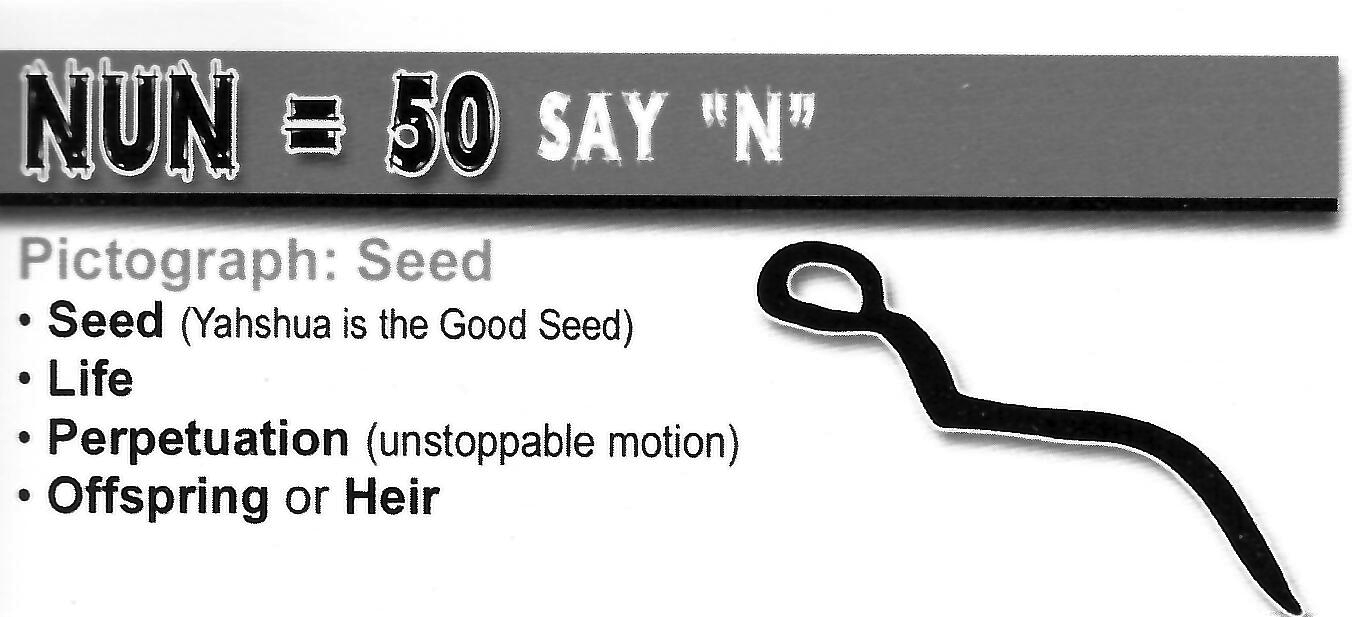 NUN = 50 SAY "N"
Pictograph: Seed
• Seed (Yahshua is the Good Seed)
• Life
• Perpetuation (unstoppable motion)
• Offspring or Heir